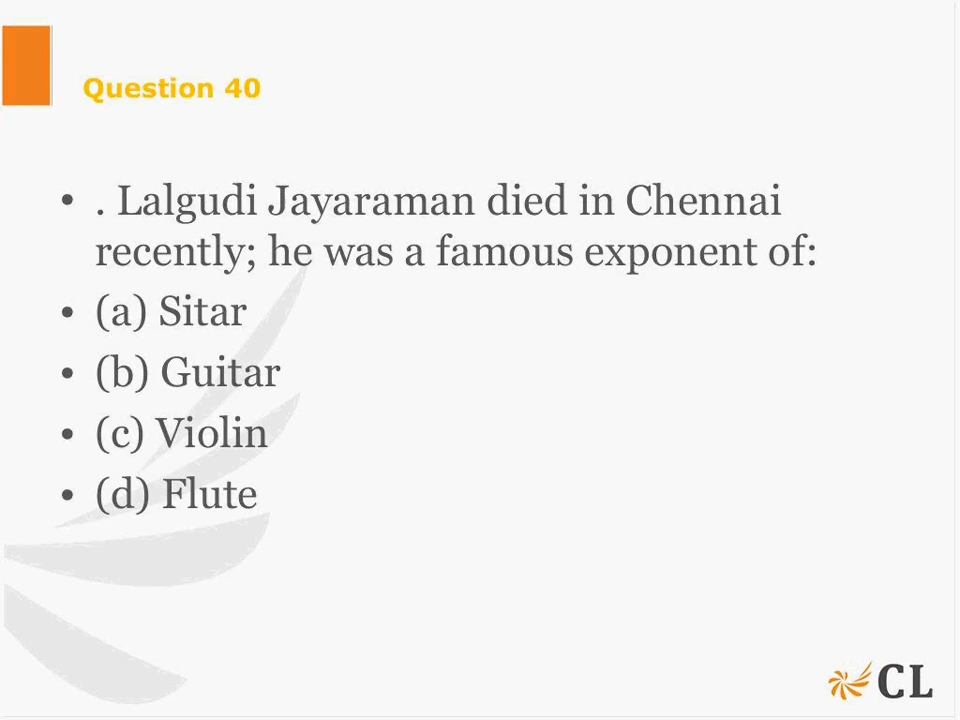 Question 40
• . Lalgudi Jayaraman died in Chennai
recently; he was a famous exponent of:
• (a) Sitar
• (b) Guitar
• (c) Violin
• (d) Flute
CL